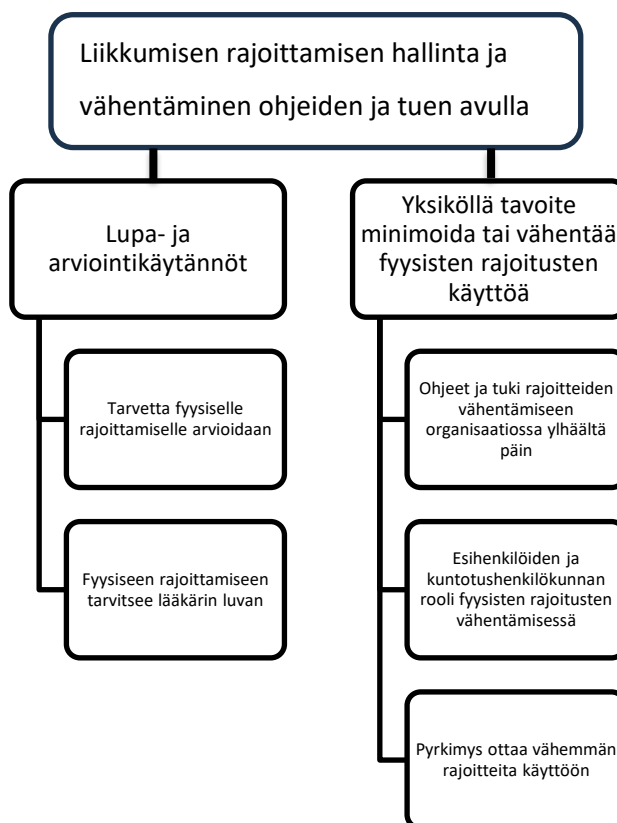 Liikkumisen rajoittamisen hallinta ja
vähentäminen ohjeiden ja tuen avulla
Lupa- ja
arviointikäytännöt
Tarvetta fyysiselle
rajoittamiselle arvioidaan
Fyysiseen rajoittamiseen
tarvitsee lääkärin luvan
Yksiköllä tavoite
minimoida tai vähentää
fyysisten rajoitusten
käyttöä
Ohjeet ja tuki rajoitteiden
vähentämiseen
organisaatiossa ylhäältä
päin
Esihenkilöiden ja
kuntotushenkilökunnan
rooli fyysisten rajoitusten
vähentämisessä
Pyrkimys ottaa vähemmän
rajoitteita käyttöön